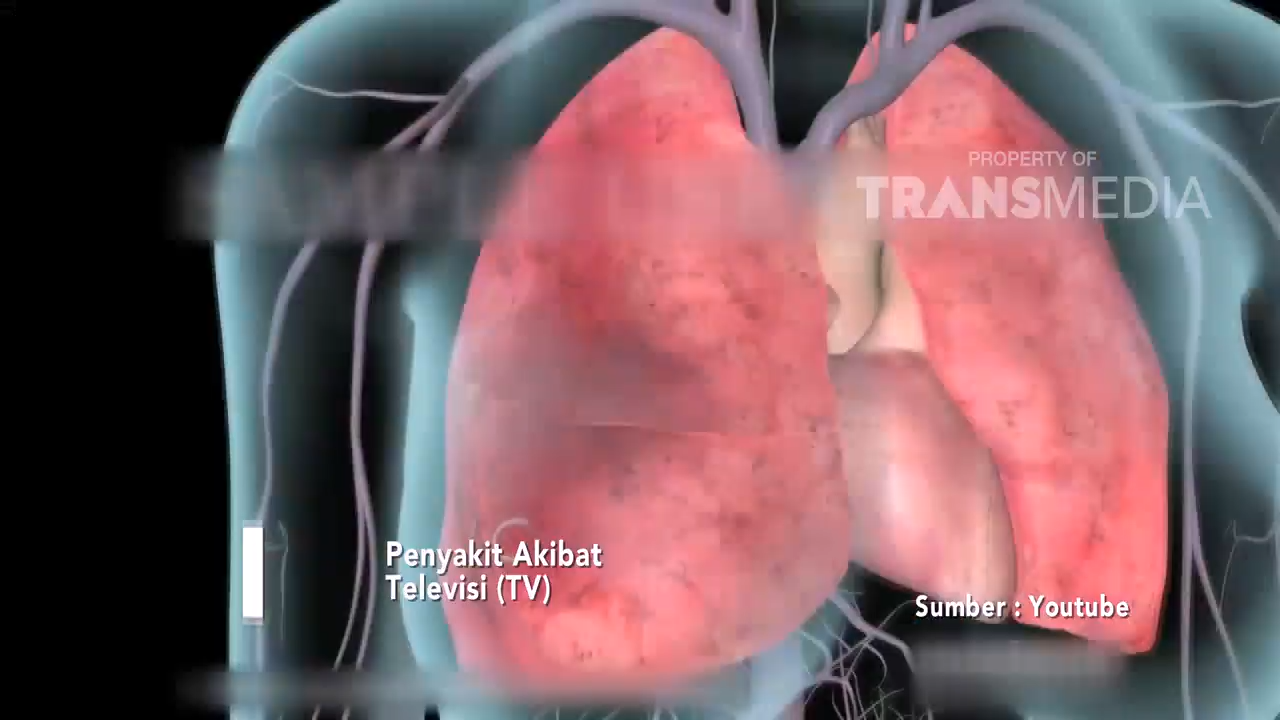 PROPERTY OF
TRANSMEDIA
Penyakit Akibat
Televisi (TV)
Sumber : Youtube